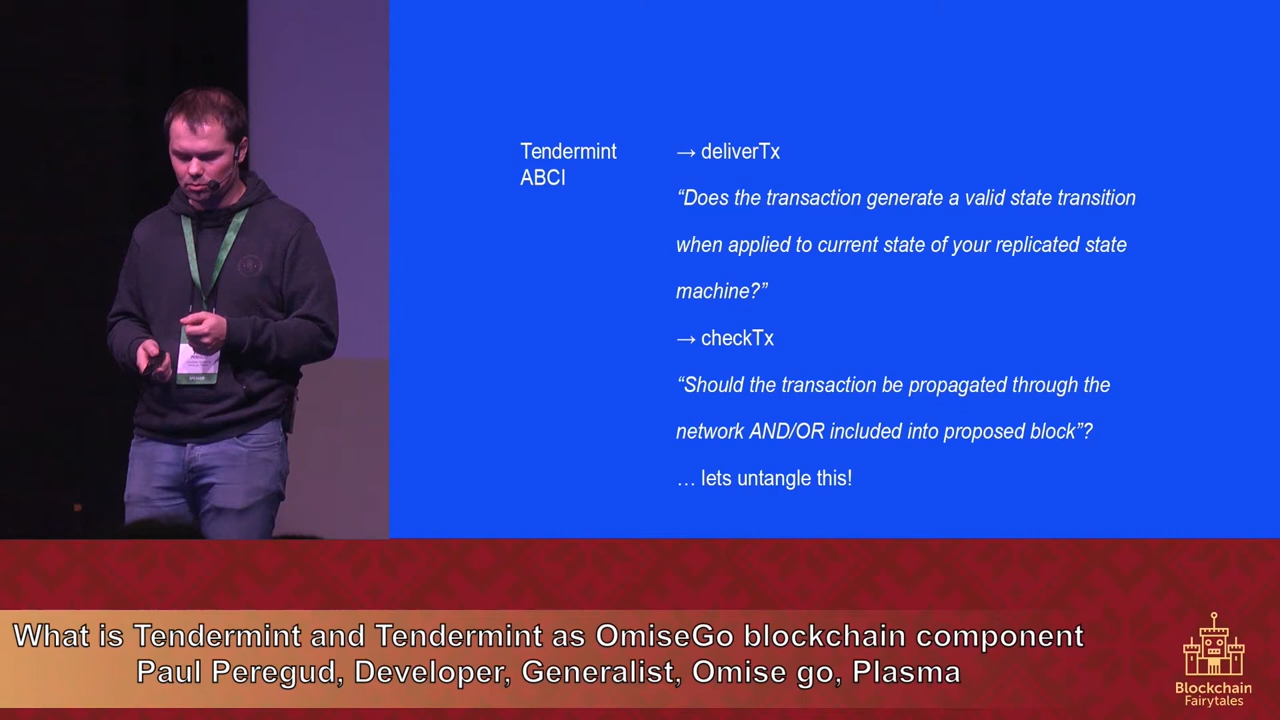 Tendermint
ABCI
→ deliverTx
“Does the transaction generate a valid state transition
when applied to current state of your replicated state
machine?”
→ checkTx
“Should the transaction be propagated through the
network AND/OR included into proposed block”?
… lets untangle this!
What is Tendermint and Tendermint as OmiseGo blockchain component
Paul Peregud, Developer, Generalist, Omise go, Plasma
Blockchain
Fairytales